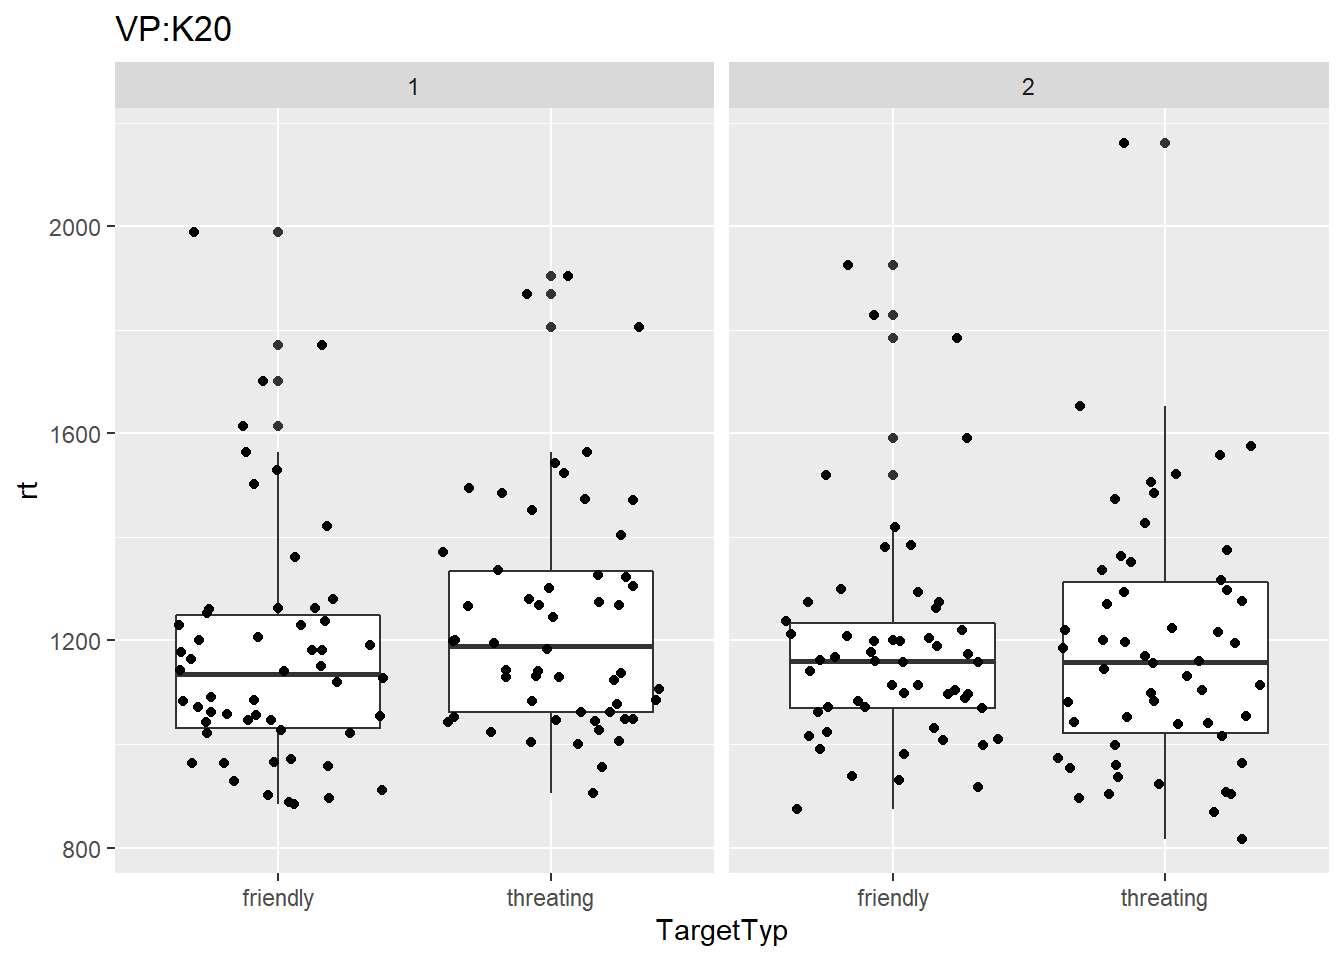 VP:K20
1
2
rt
2000
1600
1200
800
friendly
threating
friendly
threating
TargetTyp